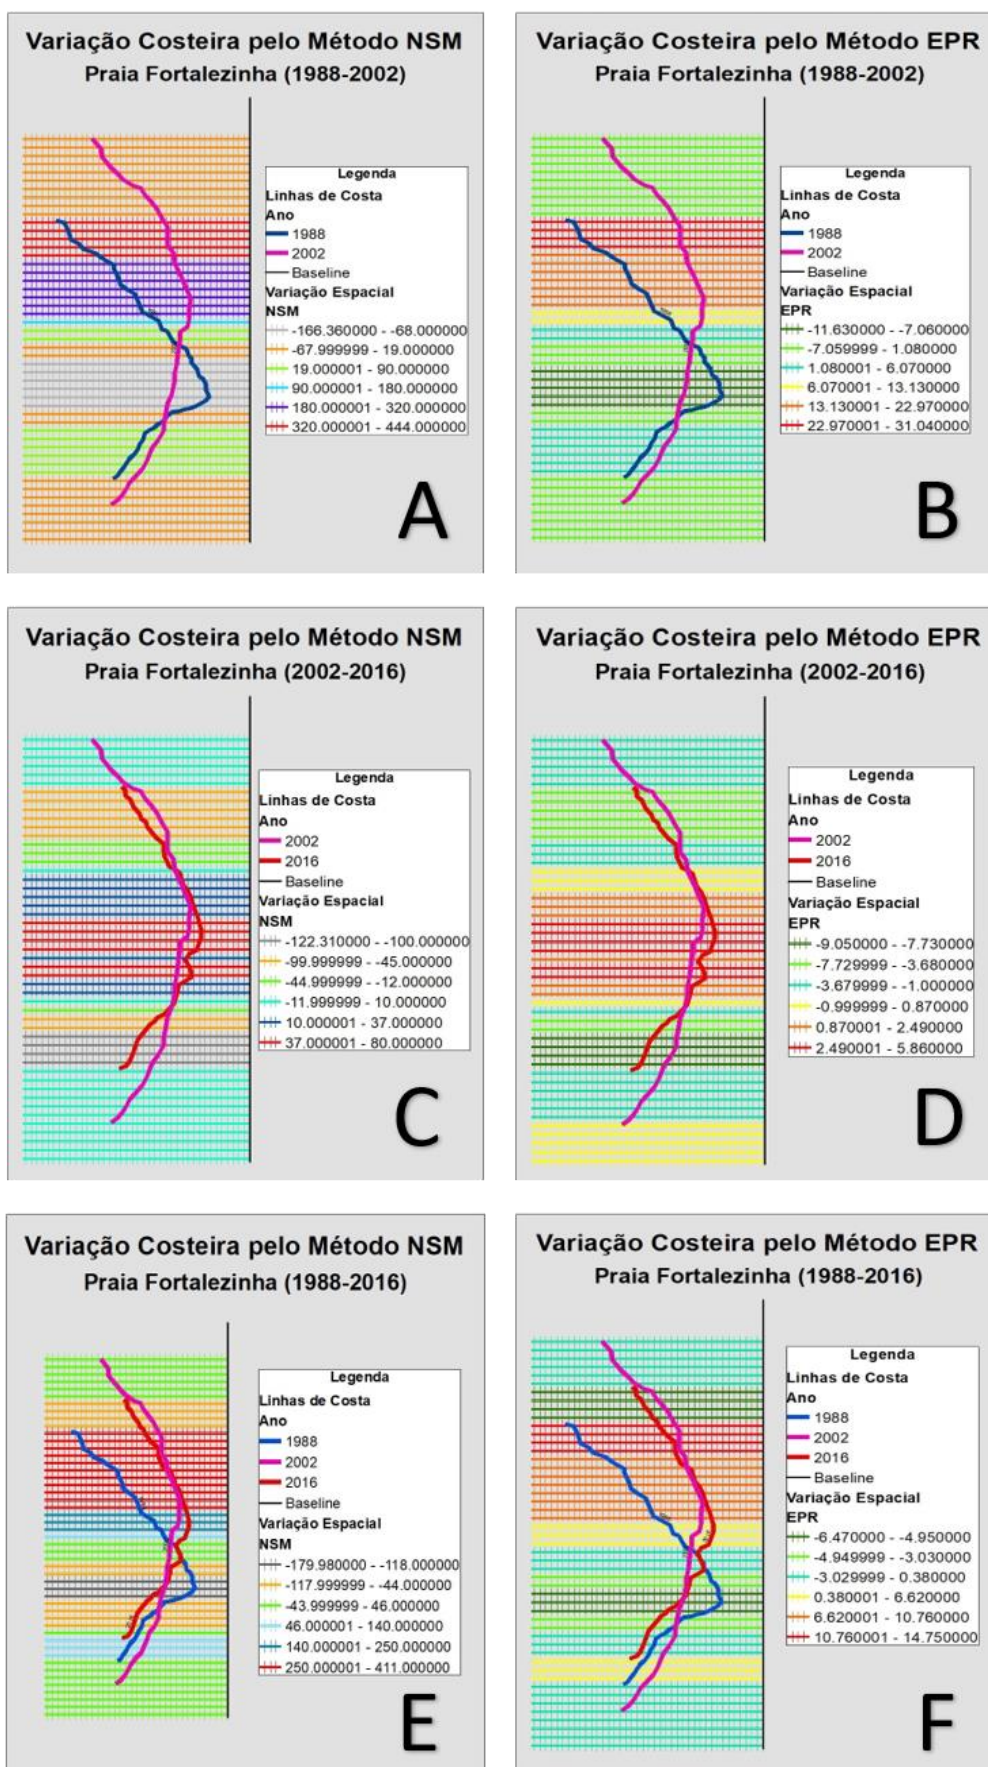 Variação Costeira pelo Método NSM
Praia Fortalezinha (1988-2002)
Legenda
Linhas de Costa
Ano
1988
2002
Baseline
Variação Espacial
NSM
-166.360000 - -68.000000
-67.999999 - 19.000000
19.000001 - 90.000000
90.000001 - 180.000000
180.000001 - 320.000000
320.000001 - 444.000000
A
Variação Costeira pelo Método EPR
Praia Fortalezinha (1988-2002)
Legenda
Linhas de Costa
Ano
1988
2002
Baseline
Variação Espacial
EPR
-11.630000 - -7.060000
-7.059999 - 1.080000
1.080001 - 6.070000
6.070001 - 13.130000
13.130001 - 22.970000
22.970001 - 31.040000
B
Variação Costeira pelo Método NSM
Praia Fortalezinha (2002-2016)
Legenda
Linhas de Costa
Ano
2002
2016
Baseline
Variação Espacial
NSM
-122.310000 - -100.000000
-99.999999 - -45.000000
-44.999999 - -12.000000
-11.999999 - 10.000000
10.000001 - 37.000000
37.000001 - 80.000000
C
Variação Costeira pelo Método EPR
Praia Fortalezinha (2002-2016)
Legenda
Linhas de Costa
Ano
2002
2016
Baseline
Variação Espacial
EPR
-9.050000 - -7.730000
-7.729999 - -3.680000
-3.679999 - -1.000000
-0.999999 - 0.870000
0.870001 - 2.490000
2.490001 - 5.860000
D
Variação Costeira pelo Método NSM
Praia Fortalezinha (1988-2016)
Legenda
Linhas de Costa
Ano
1988
2002
2016
Baseline
Variação Espacial
NSM
-179.980000 - -118.000000
-117.999999 - -44.000000
-43.999999 - 46.000000
46.000001 - 140.000000
140.000001 - 250.000000
250.000001 - 411.000000
E
Variação Costeira pelo Método EPR
Praia Fortalezinha (1988-2016)
Legenda
Linhas de Costa
Ano
1988
2002
2016
Baseline
Variação Espacial
EPR
-6.470000 - -4.950000
-4.949999 - -3.030000
-3.029999 - 0.380000
0.380001 - 6.620000
6.620001 - 10.760000
10.760001 - 14.750000
F